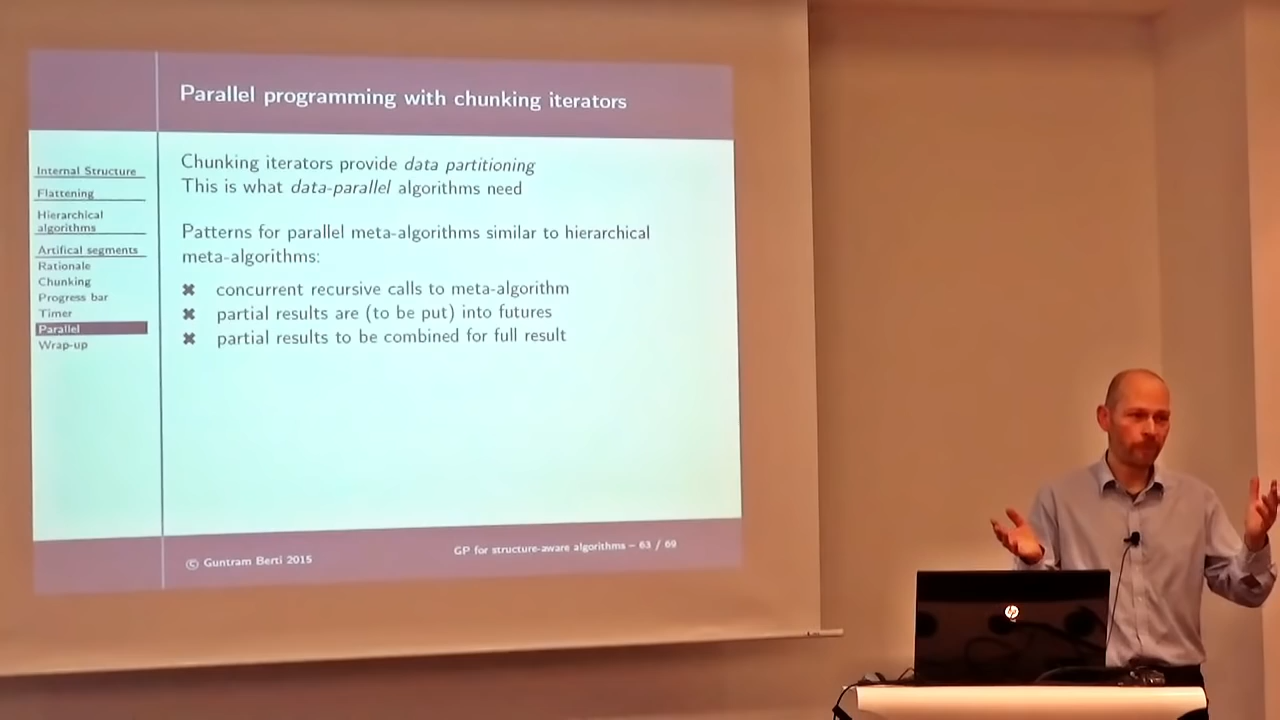 Parallel programming with chunking iterators
Internal Structure
Flattening
Hierarchical
algorithms
Artifical segments
Rationale
Chunking
Progress bar
Timer
Parallel
Wrap-up
Chunking iterators provide data partitioning
This is what data-parallel algorithms need
Patterns for parallel meta-algorithms similar to hierarchical
meta-algorithms:
✖ concurrent recursive calls to meta-algorithm
✖ partial results are (to be put) into futures
✖ partial results to be combined for full result
© Guntram Berti 2015
GP for structure-aware algorithms – 63 / 69
hp